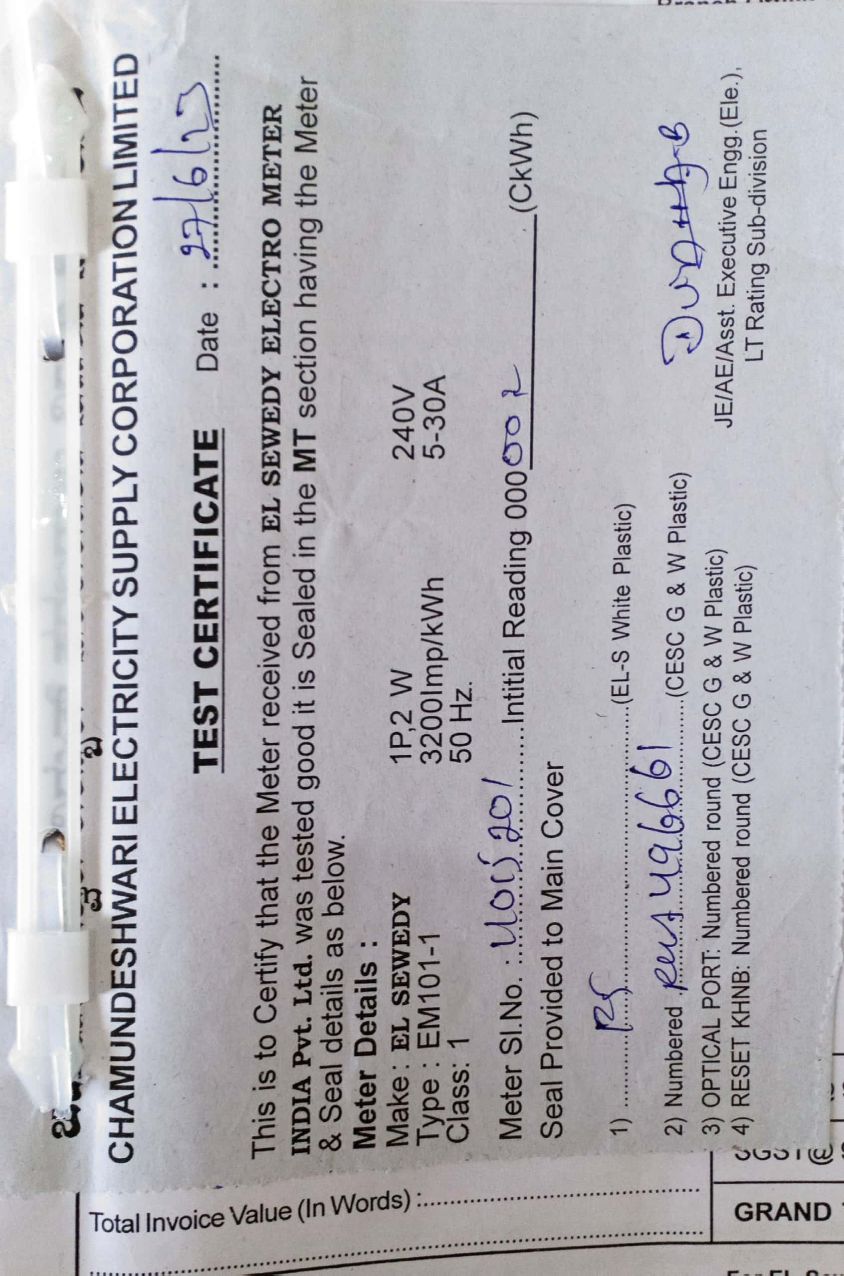 CHAMUNDESHWARI ELECTRICITY SUPPLY CORPORATION LIMITED
TEST CERTIFICATE Date : 27/6/23
This is to Certify that the Meter received from EL SEWEDY ELECTRO METER
INDIA Pvt. Ltd. was tested good it is Sealed in the MT section having the Meter
& Seal details as below.
Meter Details :
Make : EL SEWEDY 1P,2 W 240V
Type : EM101-1 3200Imp/kWh 5-30A
Class: 1 50 Hz.
Meter Sl.No. : ..........Intitial Reading 000002 (CkWh)
Seal Provided to Main Cover
1) ..........(EL-S White Plastic)
2) Numbered ..........(CESC G & W Plastic)
3) OPTICAL PORT: Numbered round (CESC G & W Plastic)
4) RESET KHNB: Numbered round (CESC G & W Plastic)
JE/AE/Asst. Executive Engg.(Ele.),
LT Rating Sub-division
Total Invoice Value (In Words) :
GRAND